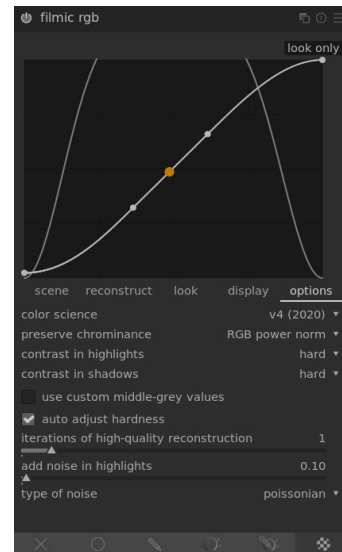 filmic rgb
look only
scene reconstruct look display options
color science v4 (2020)
preserve chrominance RGB power norm
contrast in highlights hard
contrast in shadows hard
use custom middle-grey values
auto adjust hardness
iterations of high-quality reconstruction 1
add noise in highlights 0.10
type of noise poissonian